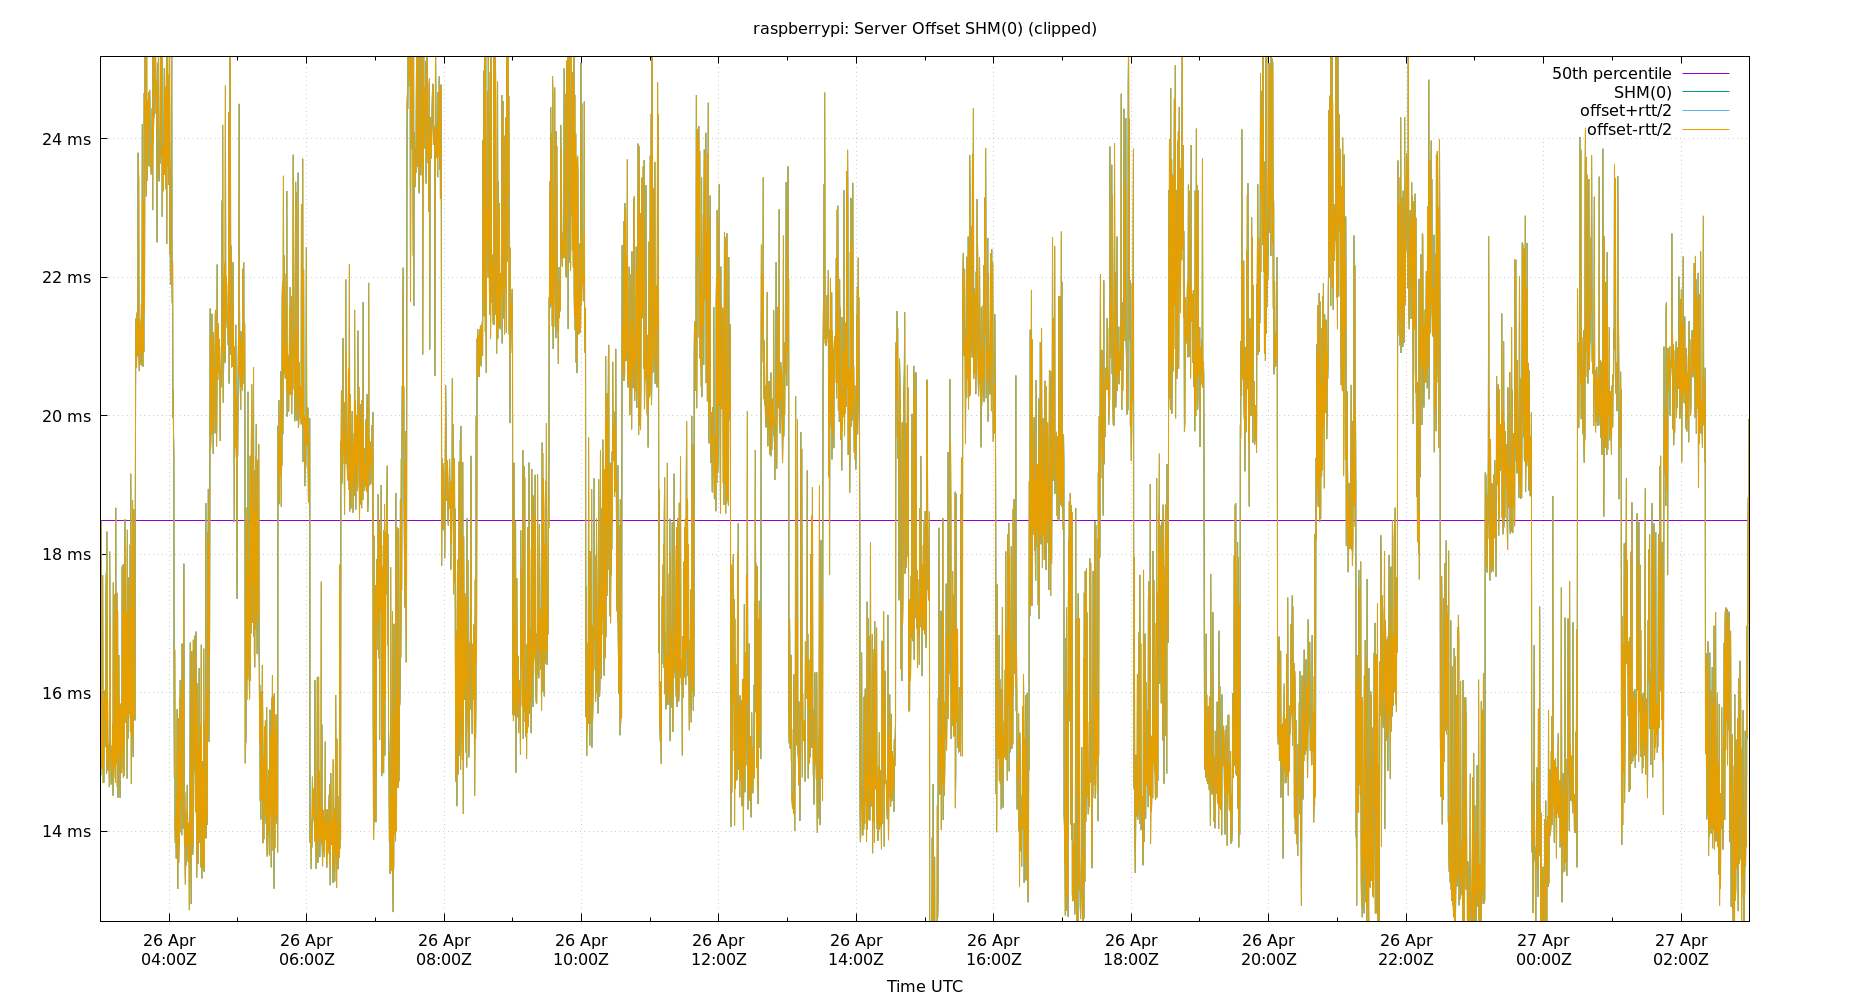 raspberrypi: Server Offset SHM(0) (clipped)
50th percentile
SHM(0)
offset+rtt/2
offset-rtt/2
24 ms
22 ms
20 ms
18 ms
16 ms
14 ms
26 Apr 26 Apr 26 Apr 26 Apr 26 Apr 26 Apr 26 Apr 26 Apr 26 Apr 26 Apr 27 Apr 27 Apr
04:00Z 06:00Z 08:00Z 10:00Z 12:00Z 14:00Z 16:00Z 18:00Z 20:00Z 22:00Z 00:00Z 02:00Z
Time UTC